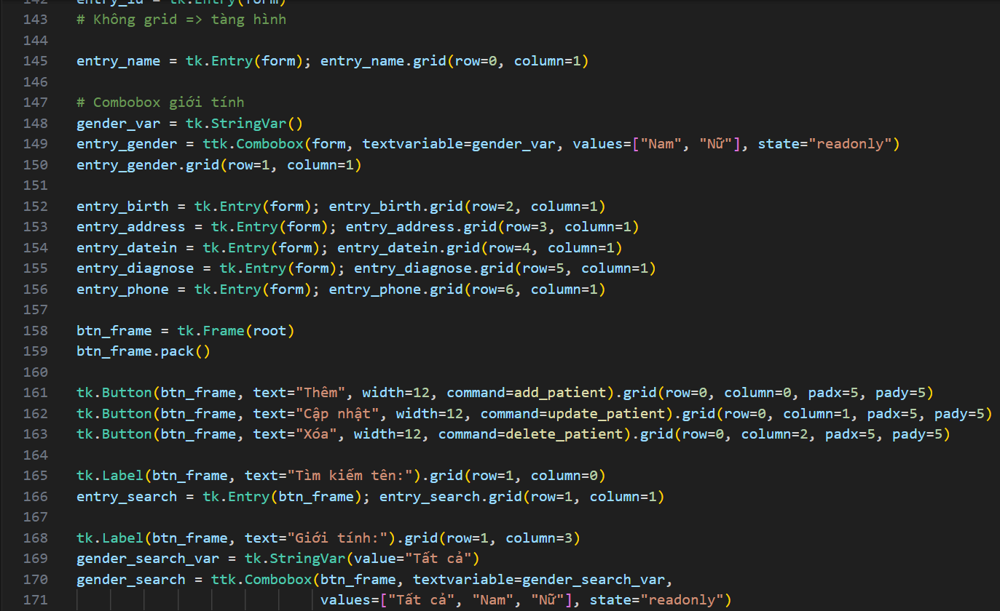 142 entry_id = tk.Entry(form)
143 # Không grid => tàng hình
144
145 entry_name = tk.Entry(form); entry_name.grid(row=0, column=1)
146
147 # Combobox giới tính
148 gender_var = tk.StringVar()
149 entry_gender = ttk.Combobox(form, textvariable=gender_var, values=["Nam", "Nữ"], state="readonly")
150 entry_gender.grid(row=1, column=1)
151
152 entry_birth = tk.Entry(form); entry_birth.grid(row=2, column=1)
153 entry_address = tk.Entry(form); entry_address.grid(row=3, column=1)
154 entry_datein = tk.Entry(form); entry_datein.grid(row=4, column=1)
155 entry_diagnose = tk.Entry(form); entry_diagnose.grid(row=5, column=1)
156 entry_phone = tk.Entry(form); entry_phone.grid(row=6, column=1)
157
158 btn_frame = tk.Frame(root)
159 btn_frame.pack()
160
161 tk.Button(btn_frame, text="Thêm", width=12, command=add_patient).grid(row=0, column=0, padx=5, pady=5)
162 tk.Button(btn_frame, text="Cập nhật", width=12, command=update_patient).grid(row=0, column=1, padx=5, pady=5)
163 tk.Button(btn_frame, text="Xóa", width=12, command=delete_patient).grid(row=0, column=2, padx=5, pady=5)
164
165 tk.Label(btn_frame, text="Tìm kiếm tên:").grid(row=1, column=0)
166 entry_search = tk.Entry(btn_frame); entry_search.grid(row=1, column=1)
167
168 tk.Label(btn_frame, text="Giới tính:").grid(row=1, column=3)
169 gender_search_var = tk.StringVar(value="Tất cả")
170 gender_search = ttk.Combobox(btn_frame, textvariable=gender_search_var,
171 values=["Tất cả", "Nam", "Nữ"], state="readonly")